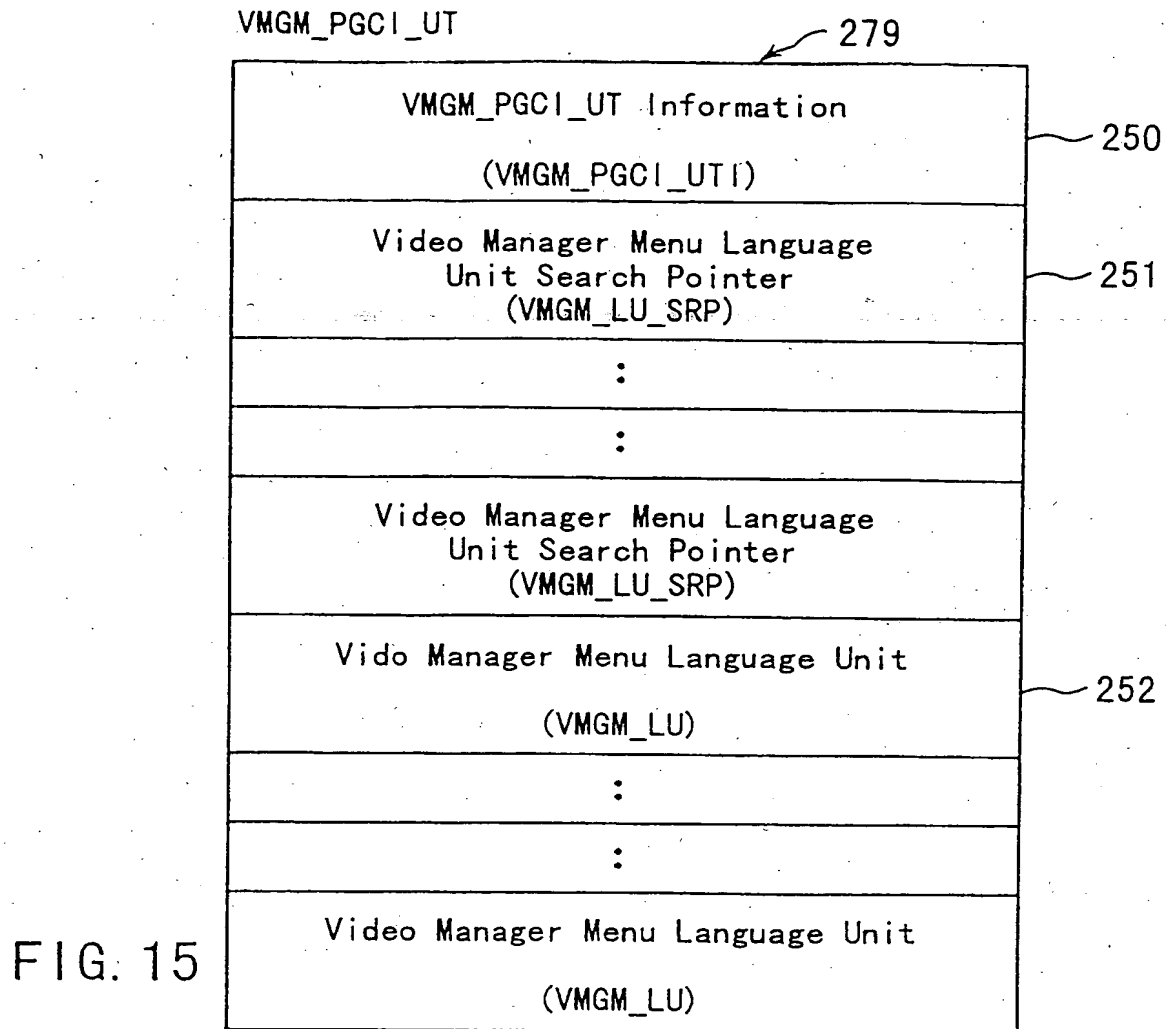 VMGM_PGCI_UT
279
VMGM_PGCI_UT Information
(VMGM_PGCI_UTI)
250
Video Manager Menu Language
Unit Search Pointer
(VMGM_LU_SRP)
251
:
:
Video Manager Menu Language
Unit Search Pointer
(VMGM_LU_SRP)
Vido Manager Menu Language Unit
(VMGM_LU)
252
:
:
Video Manager Menu Language Unit
(VMGM_LU)
FIG. 15